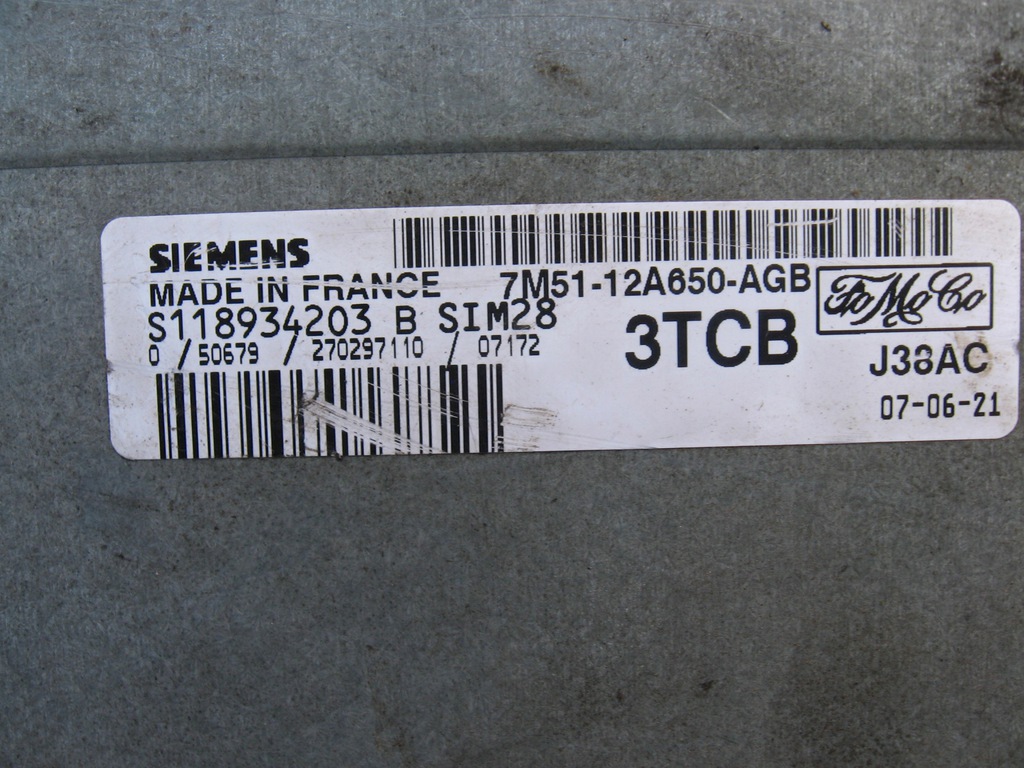 SIEMENS
MADE IN FRANCE 7M51-12A650-AGB
FoMoCo
S118934203 B SIM28
3TCB
0 / 50679 / 270297110 / 07172
J38AC
07-06-21